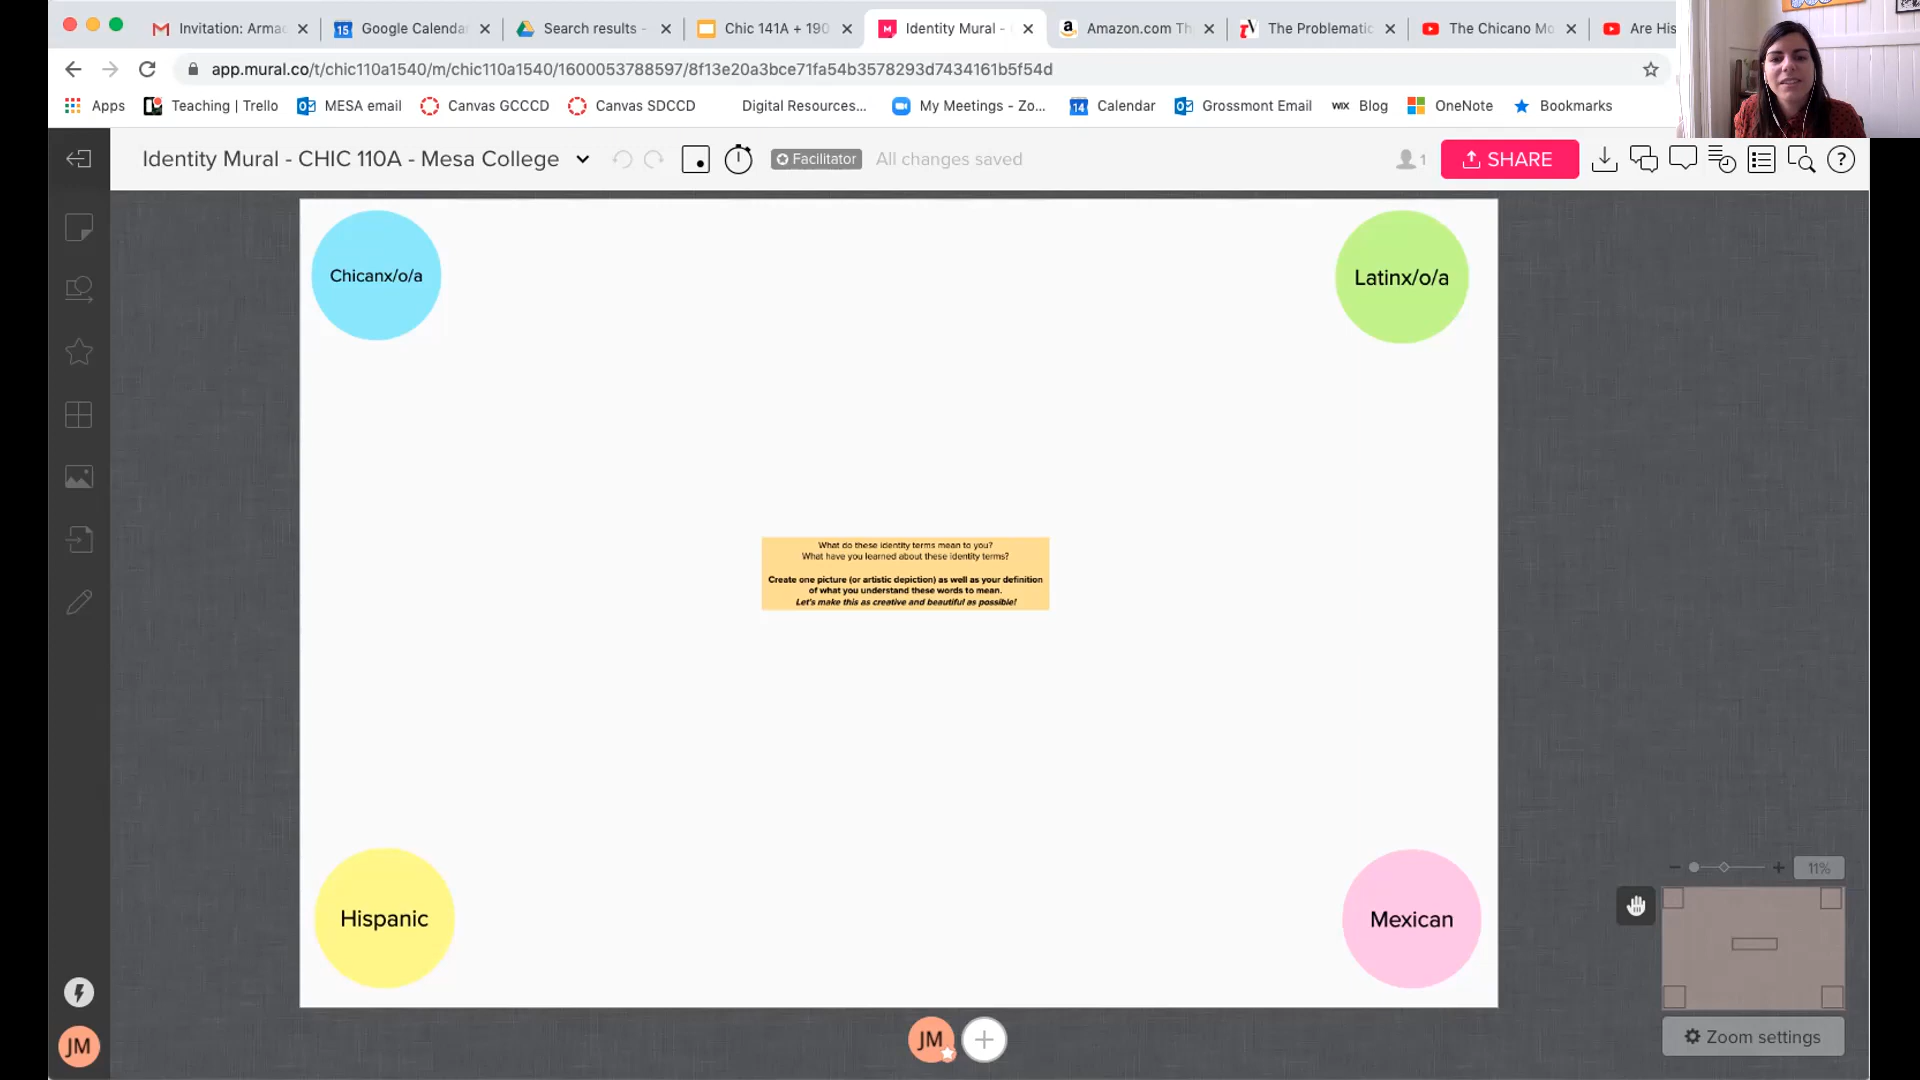 Invitation: Armac
Google Calenda
Search results -
Chic 141A + 190
Identity Mural -
Amazon.com Th
The Problematic
The Chicano Mo
Are His
app.mural.co/t/chic110a1540/m/chic110a1540/1600053788597/8f13e20a3bce71fa54b3578293d7434161b5f54d
Apps
Teaching | Trello
MESA email
Canvas GCCCD
Canvas SDCCD
Digital Resources...
My Meetings - Zo...
Calendar
Grossmont Email
WIX Blog
OneNote
Bookmarks
Identity Mural - CHIC 110A - Mesa College
Facilitator
All changes saved
1
SHARE
?
Chicanx/o/a
Latinx/o/a
What do these identity terms mean to you?
What have you learned about these identity terms?
Create one picture (or artistic depiction) as well as your definition
of what you understand these words to mean.
Let's make this as creative and beautiful as possible!
Hispanic
Mexican
11%
Zoom settings
JM
JM